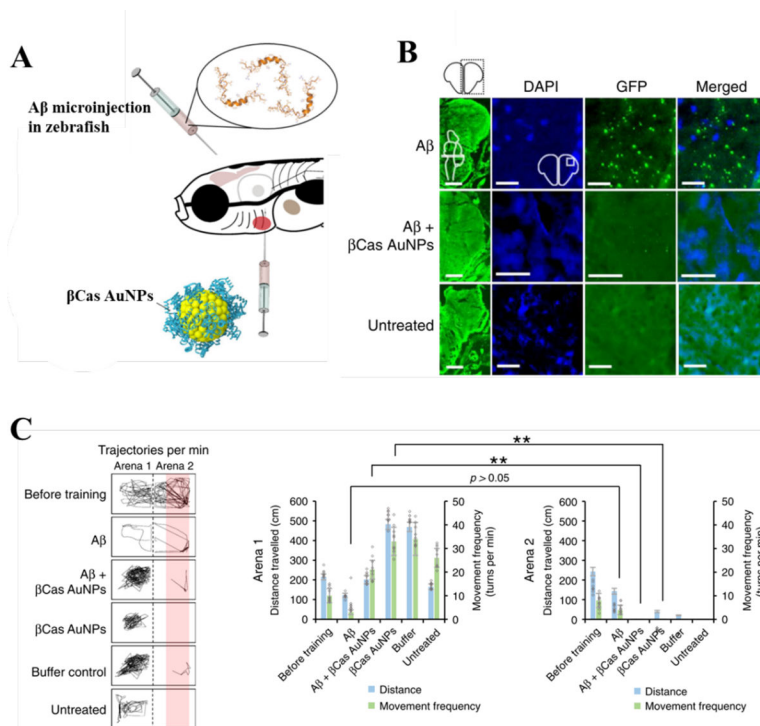 A
Aβ microinjection
in zebrafish
βCas AuNPs
B
DAPI
GFP
Merged
Aβ
Aβ +
βCas AuNPs
Untreated
C
Trajectories per min
Arena 1
Arena 2
Before training
Aβ
Aβ +
βCas AuNPs
βCas AuNPs
Buffer control
Untreated
**
**
p > 0.05
Arena 1
Distance travelled (cm)
600
500
400
300
200
100
0
50
40
30
20
10
0
Movement frequency
(turns per min)
Before training
Aβ
Aβ + βCas AuNPs
βCas AuNPs
Buffer
Untreated
Distance
Movement frequency
Arena 2
Distance travelled (cm)
600
500
400
300
200
100
0
50
40
30
20
10
0
Movement frequency
(turns per min)
Before training
Aβ
Aβ + βCas AuNPs
βCas AuNPs
Buffer
Untreated
Distance
Movement frequency